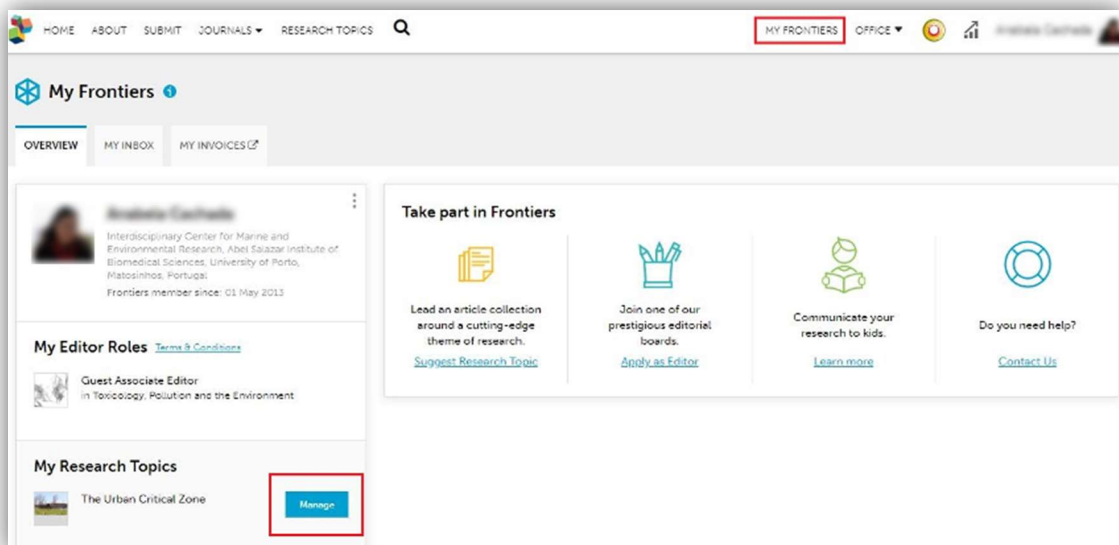 HOME ABOUT SUBMIT JOURNALS RESEARCH TOPICS MY FRONTIERS OFFICE
My Frontiers 1
OVERVIEW MY INBOX MY INVOICES
Interdisciplinary Center for Marine and
Environmental Research, Abel Salazar Institute of
Biomedical Sciences, University of Porto,
Matosinhos, Portugal
Frontiers member since: 01 May 2013
My Editor Roles Terms & Conditions
Guest Associate Editor
in Toxicology, Pollution and the Environment
My Research Topics
The Urban Critical Zone
Manage
Take part in Frontiers
Lead an article collection
around a cutting-edge
theme of research.
Suggest Research Topic
Join one of our
prestigious editorial
boards.
Apply as Editor
Communicate your
research to kids.
Learn more
Do you need help?
Contact Us